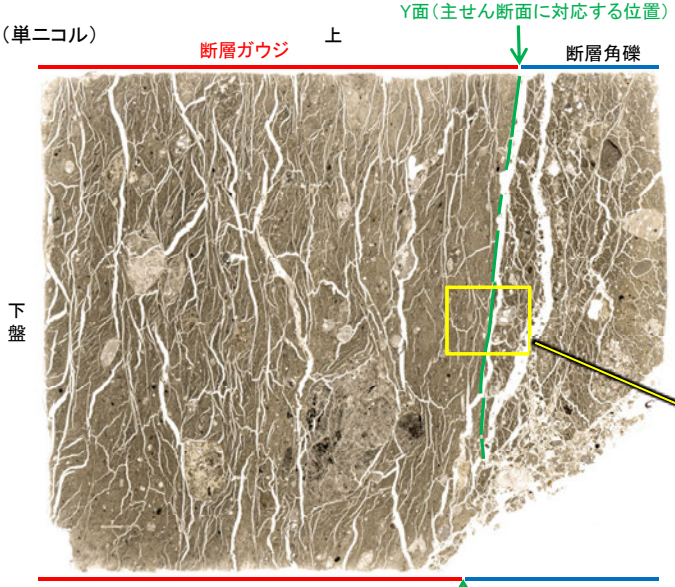 Y面(主せん断面に対応する位置)
(単ニコル)
上
断層ガウジ
断層角礫
下盤